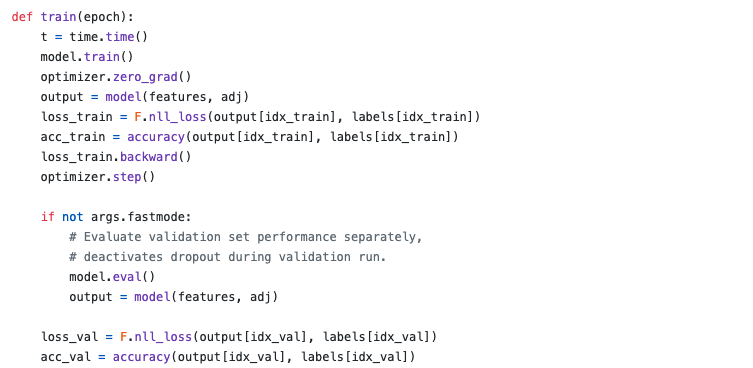 def train(epoch):
    t = time.time()
    model.train()
    optimizer.zero_grad()
    output = model(features, adj)
    loss_train = F.nll_loss(output[idx_train], labels[idx_train])
    acc_train = accuracy(output[idx_train], labels[idx_train])
    loss_train.backward()
    optimizer.step()

    if not args.fastmode:
        # Evaluate validation set performance separately,
        # deactivates dropout during validation run.
        model.eval()
        output = model(features, adj)

    loss_val = F.nll_loss(output[idx_val], labels[idx_val])
    acc_val = accuracy(output[idx_val], labels[idx_val])